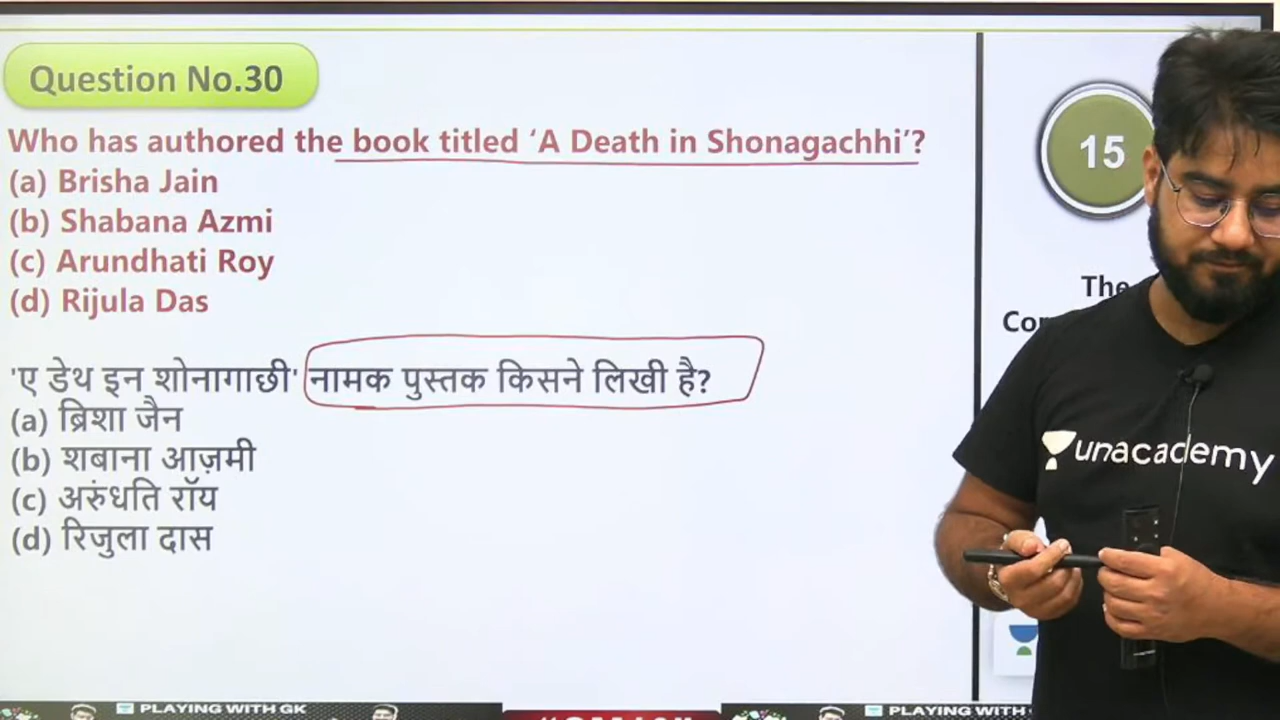 Question No.30
Who has authored the book titled ‘A Death in Shonagachhi’?
(a) Brisha Jain
(b) Shabana Azmi
(c) Arundhati Roy
(d) Rijula Das
'ए डेथ इन शोनागाछी' नामक पुस्तक किसने लिखी है?
(a) ब्रिशा जैन
(b) शबाना आज़मी
(c) अरुंधति रॉय
(d) रिजुला दास
15
The
unacademy
PLAYING WITH GK
PLAYING WITH